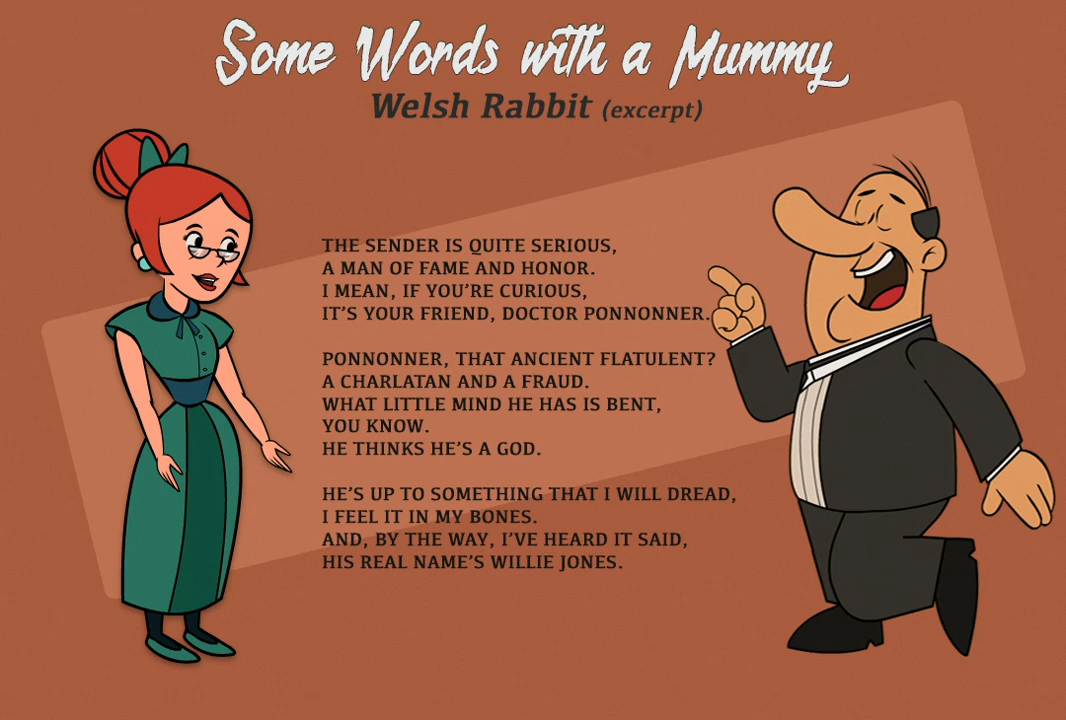 Some Words with a Mummy
Welsh Rabbit (excerpt)
THE SENDER IS QUITE SERIOUS,
A MAN OF FAME AND HONOR.
I MEAN, IF YOU'RE CURIOUS,
IT'S YOUR FRIEND, DOCTOR PONNONNER.
PONNONNER, THAT ANCIENT FLATULENT?
A CHARLATAN AND A FRAUD.
WHAT LITTLE MIND HE HAS IS BENT,
YOU KNOW.
HE THINKS HE'S A GOD.
HE'S UP TO SOMETHING THAT I WILL DREAD,
I FEEL IT IN MY BONES.
AND, BY THE WAY, I'VE HEARD IT SAID,
HIS REAL NAME'S WILLIE JONES.